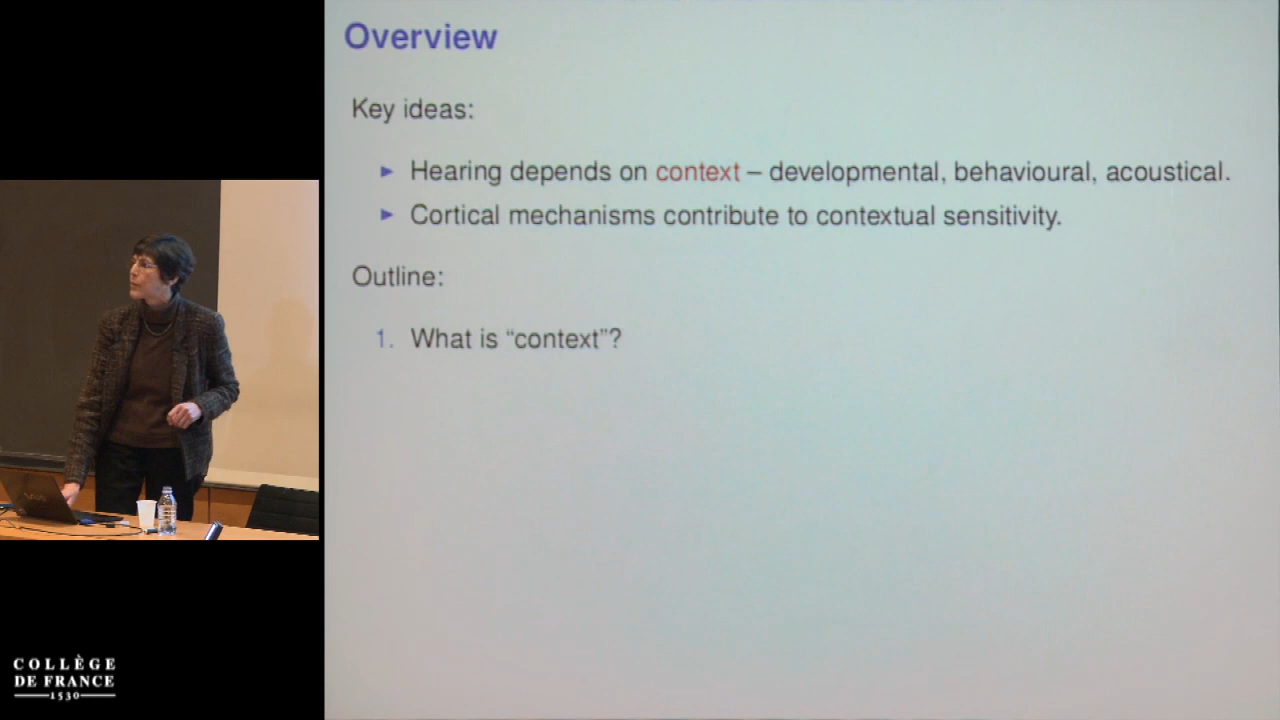 Overview
Key ideas:
► Hearing depends on context – developmental, behavioural, acoustical.
► Cortical mechanisms contribute to contextual sensitivity.
Outline:
1. What is “context”?
COLLÈGE
DE FRANCE
1530